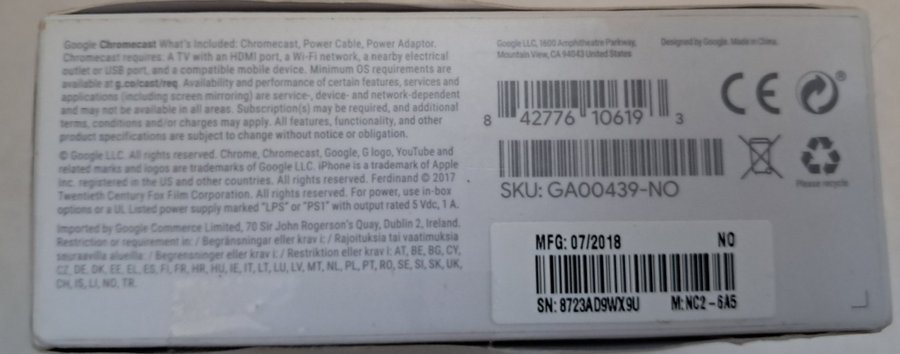 Google Chromecast What's Included: Chromecast, Power Cable, Power Adaptor.
Chromecast requires: A TV with an HDMI port, a Wi-Fi network, a nearby electrical
outlet or USB port, and a compatible mobile device. Minimum OS requirements are
available at g.co/cast/req. Availability and performance of certain features, services and
applications (including screen mirroring) are service-, device- and network-dependent
and may not be available in all areas. Subscription(s) may be required, and additional
terms, conditions and/or charges may apply. All features, functionality, and other
product specifications are subject to change without notice or obligation.
© Google LLC. All rights reserved. Chrome, Chromecast, Google, G logo, YouTube and
related marks and logos are trademarks of Google LLC. iPhone is a trademark of Apple
Inc. registered in the US and other countries. All rights reserved. Ferdinand © 2017
Twentieth Century Fox Film Corporation. All rights reserved. For power, use in-box
options or a UL Listed power supply marked "LPS" or "PS1" with output rated 5 Vdc, 1 A.
Imported by Google Commerce Limited, 70 Sir John Rogerson's Quay, Dublin 2, Ireland.
Restriction or requirement in: / Begränsningar eller krav i: / Rajoituksia tai vaatimuksia
seuraavilla alueilla: / Begrensninger eller krav i: / Restriktion eller krav i: AT, BE, BG, CY,
CZ, DE, DK, EE, EL, ES, FI, FR, HR, HU, IE, IT, LT, LU, LV, MT, NL, PL, PT, RO, SE, SI, SK, UK,
CH, IS, LI, NO, TR.
Google LLC, 1600 Amphitheatre Parkway,
Mountain View, CA 94043 United States
Designed by Google. Made in China.
8 42776 10619 3
CE
®
SKU: GA00439-NO
Please recycle
MFG: 07/2018 NO
SN: 8723AD9WX9U M: NC2-6A5